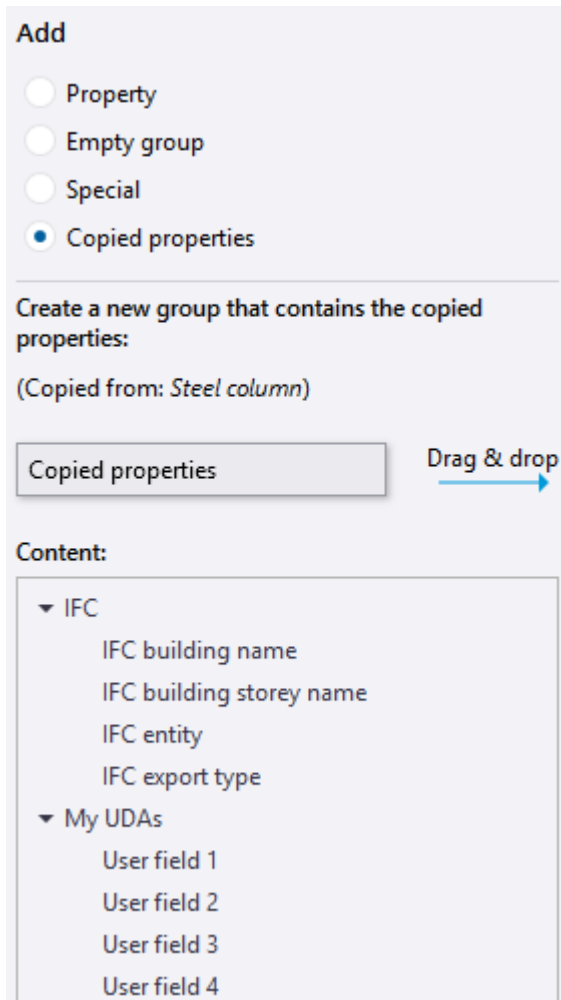 Add
Property
Empty group
Special
Copied properties
Create a new group that contains the copied
properties:
(Copied from: Steel column)
Copied properties
Drag & drop
Content:
IFC
IFC building name
IFC building storey name
IFC entity
IFC export type
My UDAs
User field 1
User field 2
User field 3
User field 4